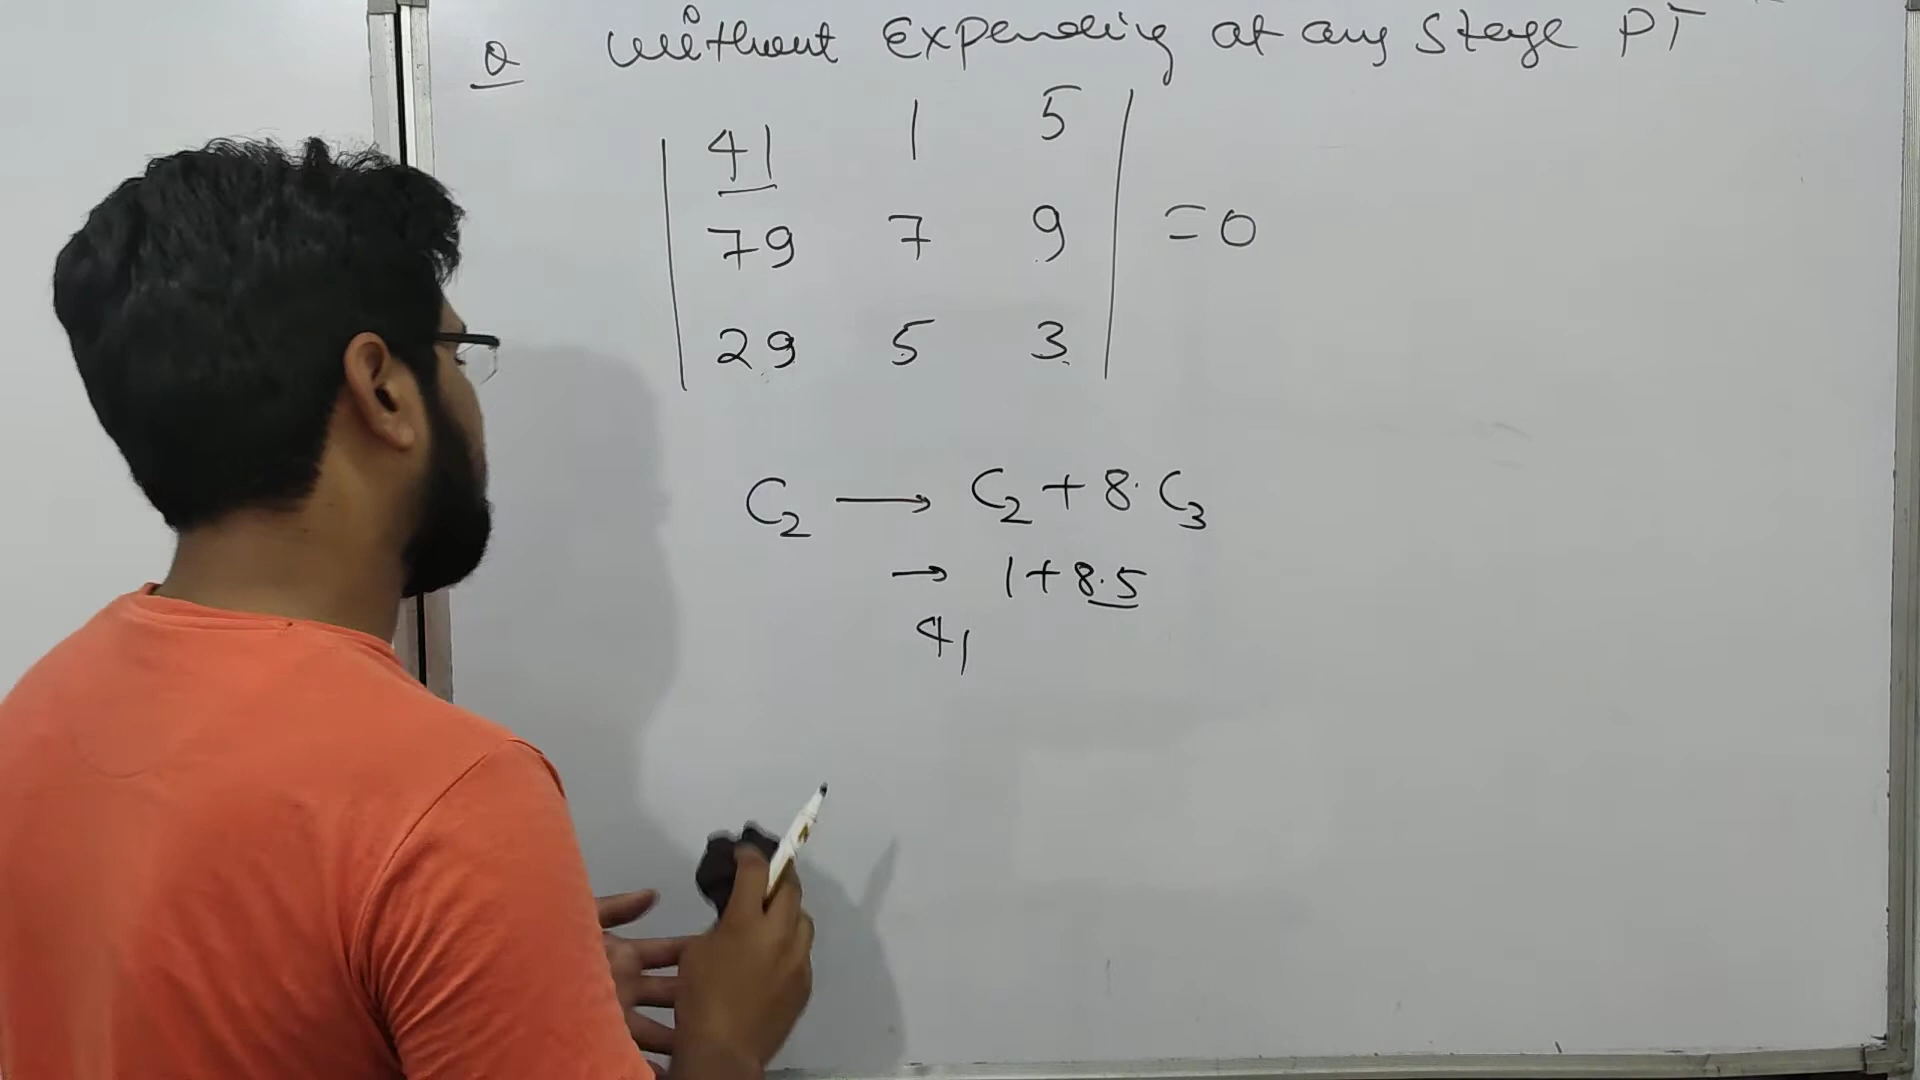 Q Without Expending at any Stage PT
| 41 1 5 |
| 79 7 9 | = 0
| 29 5 3 |
C₂ → C₂ + 8. C₃
→ 1+8.5
41